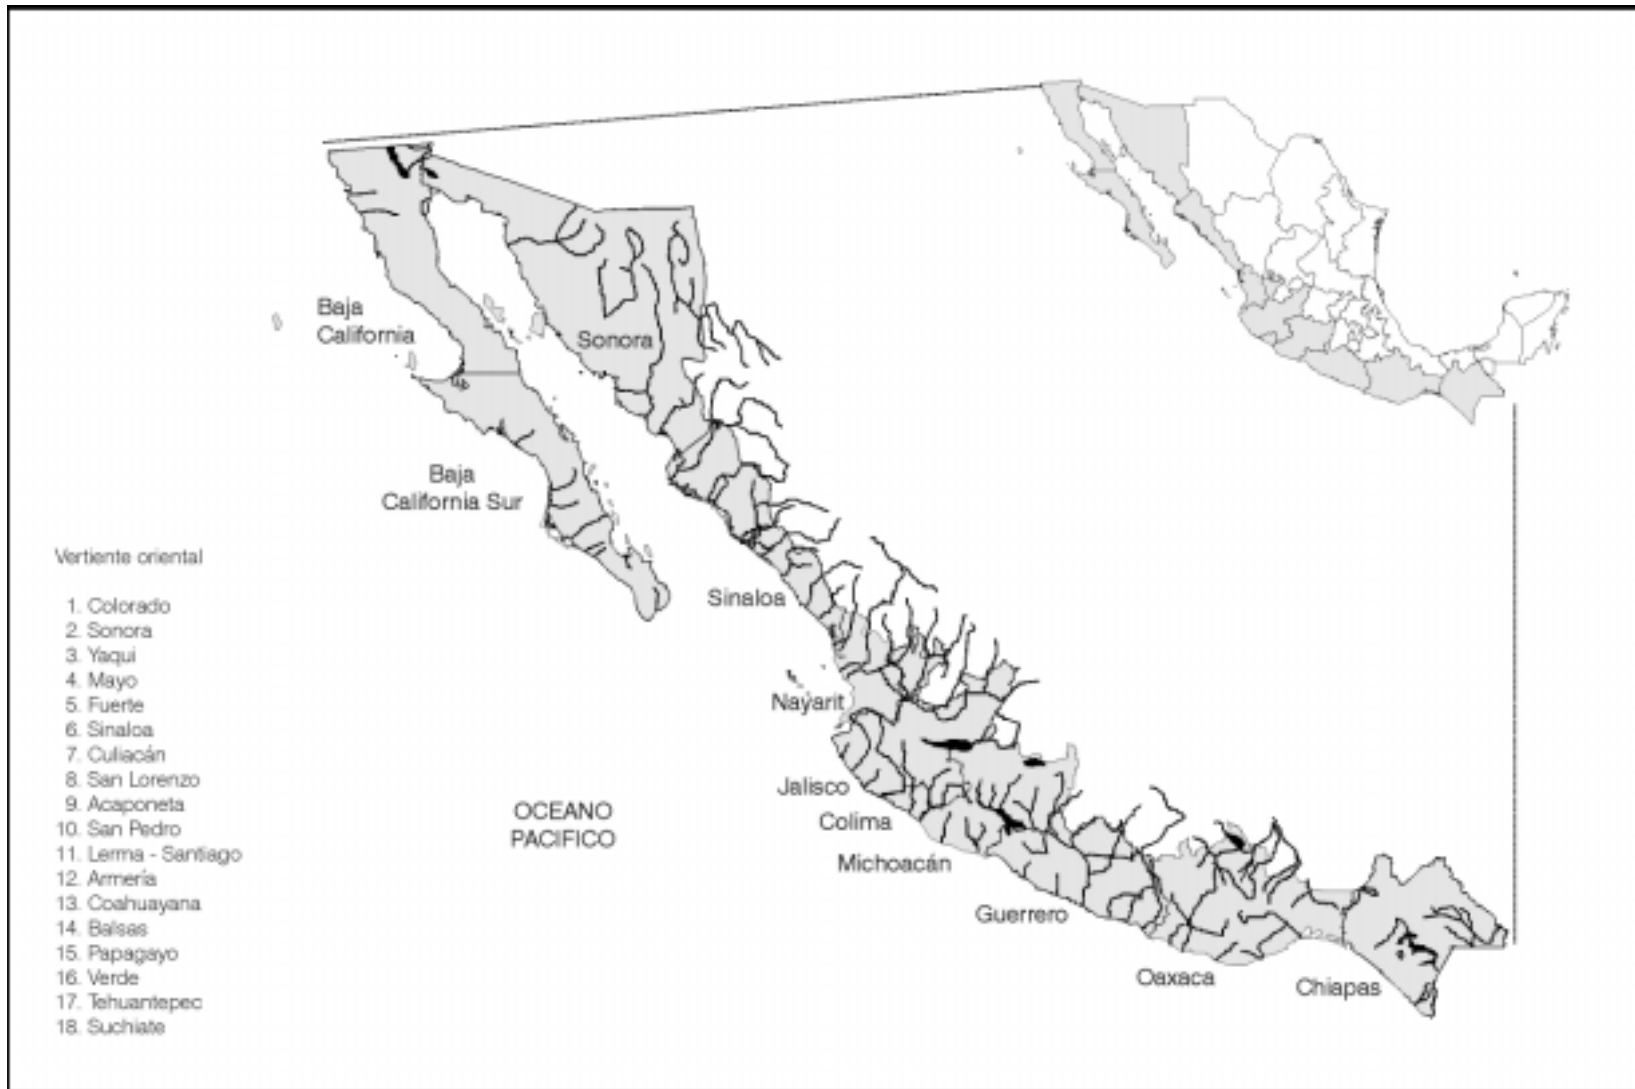 Baja
California
Sonora
Baja
California Sur
Vertiente oriental
Sinaloa
1. Colorado
2. Sonora
3. Yaqui
4. Mayo
5. Fuerte
6. Sinaloa
7. Culiacán
8. San Lorenzo
9. Acaponeta
10. San Pedro
11. Lerma - Santiago
12. Armería
13. Coahuayana
14. Balsas
15. Papagayo
16. Verde
17. Tehuantepec
18. Suchiate
Nayarit
Jalisco
OCEANO
PACIFICO
Colima
Michoacán
Guerrero
Oaxaca
Chiapas